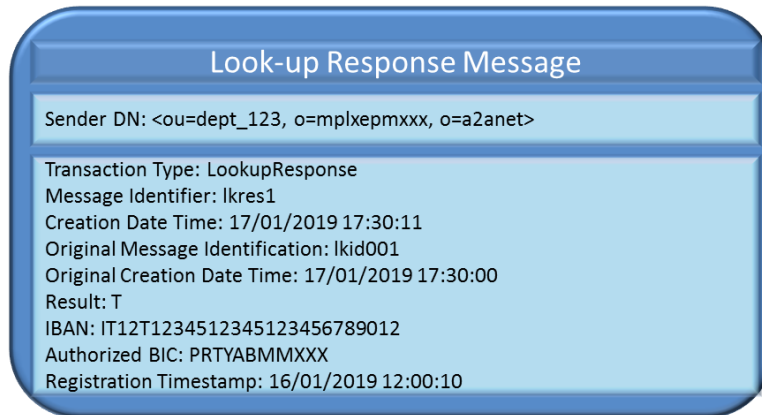 Look-up Response Message
Sender DN: <ou=dept_123, o=mplxepmxxx, o=a2anet>
Transaction Type: LookupResponse
Message Identifier: lkres1
Creation Date Time: 17/01/2019 17:30:11
Original Message Identification: lkid001
Original Creation Date Time: 17/01/2019 17:30:00
Result: T
IBAN: IT12T1234512345123456789012
Authorized BIC: PRTYABMMXXX
Registration Timestamp: 16/01/2019 12:00:10